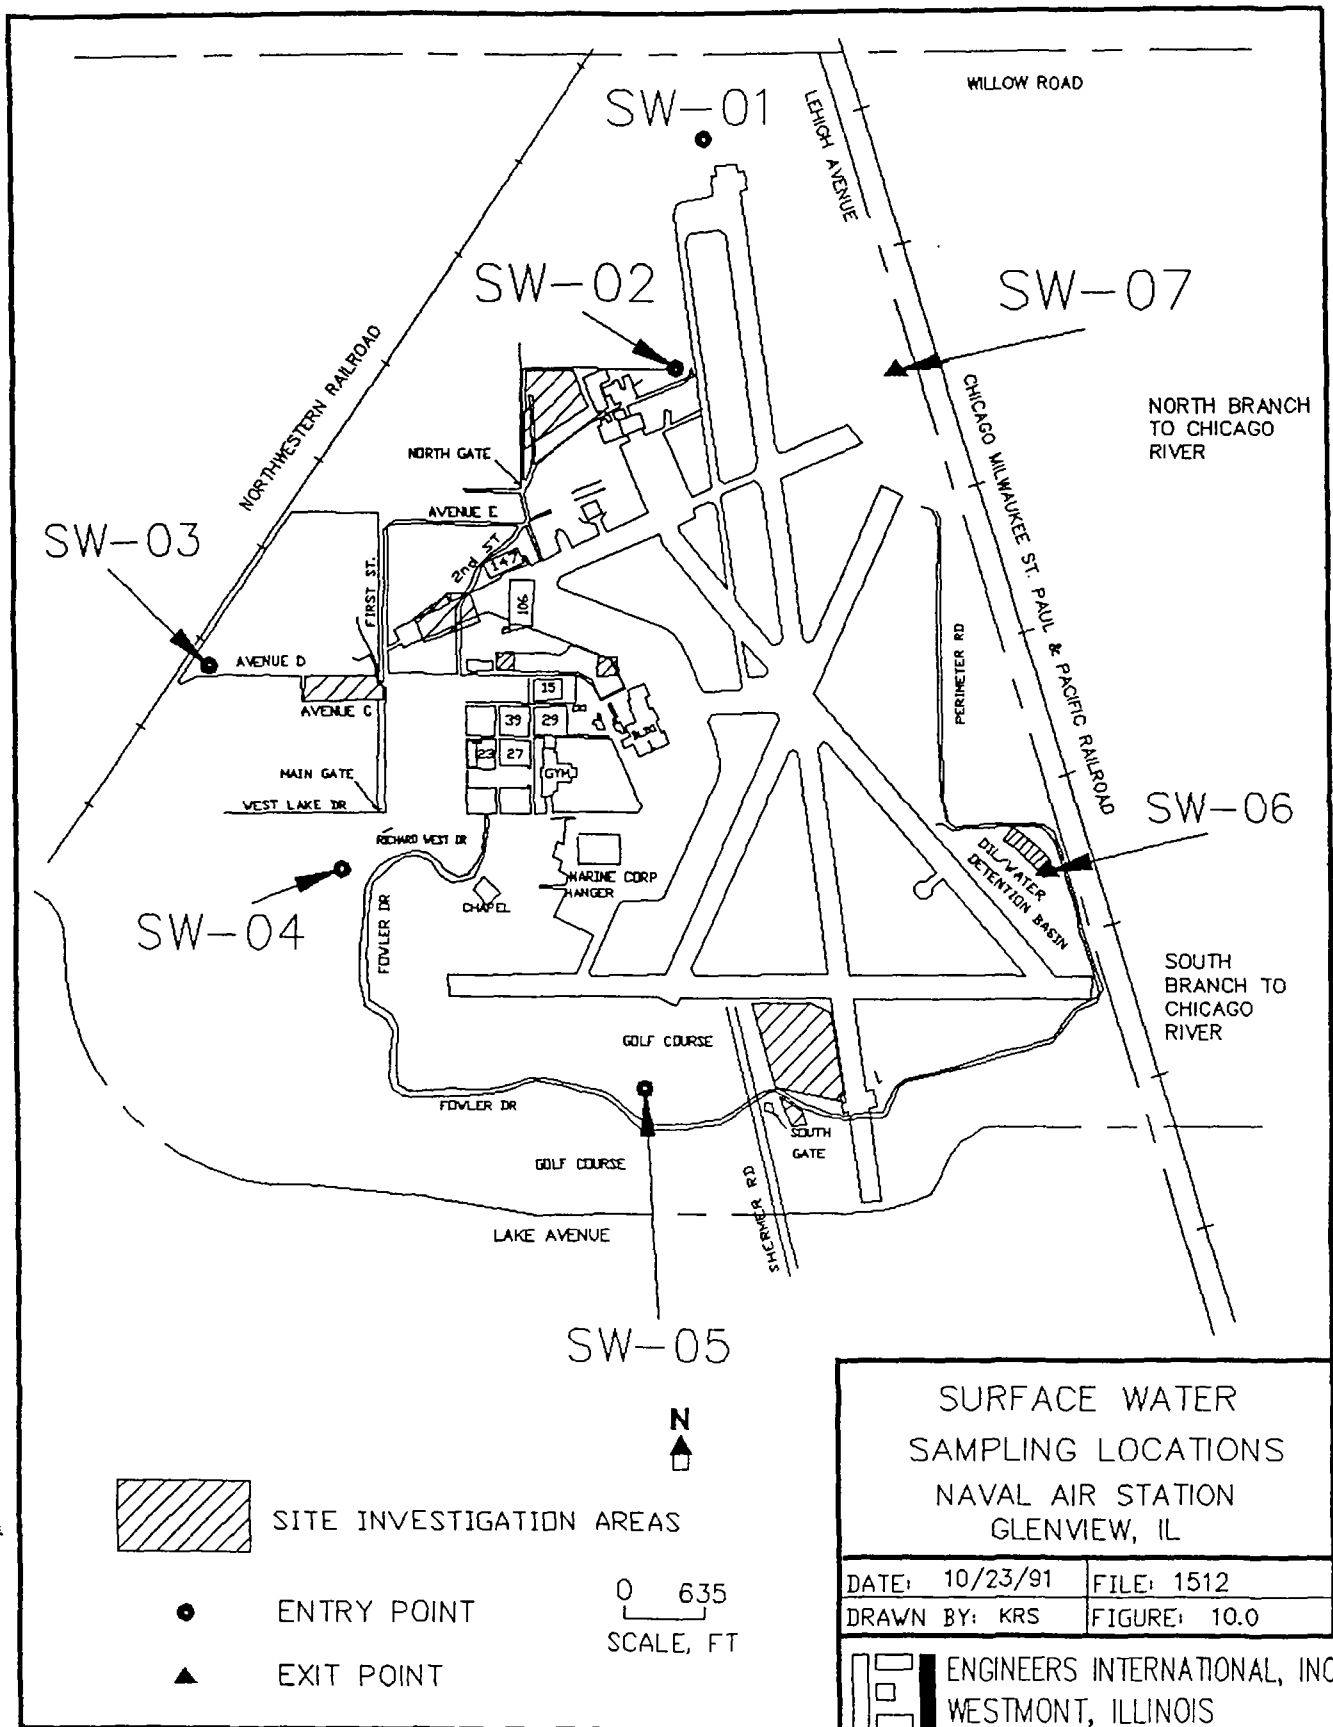 WILLOW ROAD
SW-01
LEHIGH AVENUE
SW-02
SW-07
NORTHWESTERN RAILROAD
CHICAGO MILWAUKEE ST. PAUL & PACIFIC RAILROAD
NORTH BRANCH
TO CHICAGO
RIVER
NORTH GATE
AVENUE E
SW-03
2nd ST
147
FIRST ST.
106
AVENUE D
PERIMETER RD
15
AVENUE C
39
29
BLDG
23
27
GYM
MAIN GATE
WEST LAKE DR
SW-06
RICHARD WEST DR
OIL/WATER
DETENTION BASIN
MARINE CORP
HANGER
CHAPEL
SW-04
FOWLER DR
SOUTH
BRANCH TO
CHICAGO
RIVER
GOLF COURSE
FOWLER DR
SOUTH
GATE
GOLF COURSE
SHERMER RD
LAKE AVENUE
SW-05
N
SITE INVESTIGATION AREAS
ENTRY POINT
EXIT POINT
0 635
SCALE, FT
SURFACE WATER
SAMPLING LOCATIONS
NAVAL AIR STATION
GLENVIEW, IL
DATE: 10/23/91 FILE: 1512
DRAWN BY: KRS FIGURE: 10.0
ENGINEERS INTERNATIONAL, INC
WESTMONT, ILLINOIS